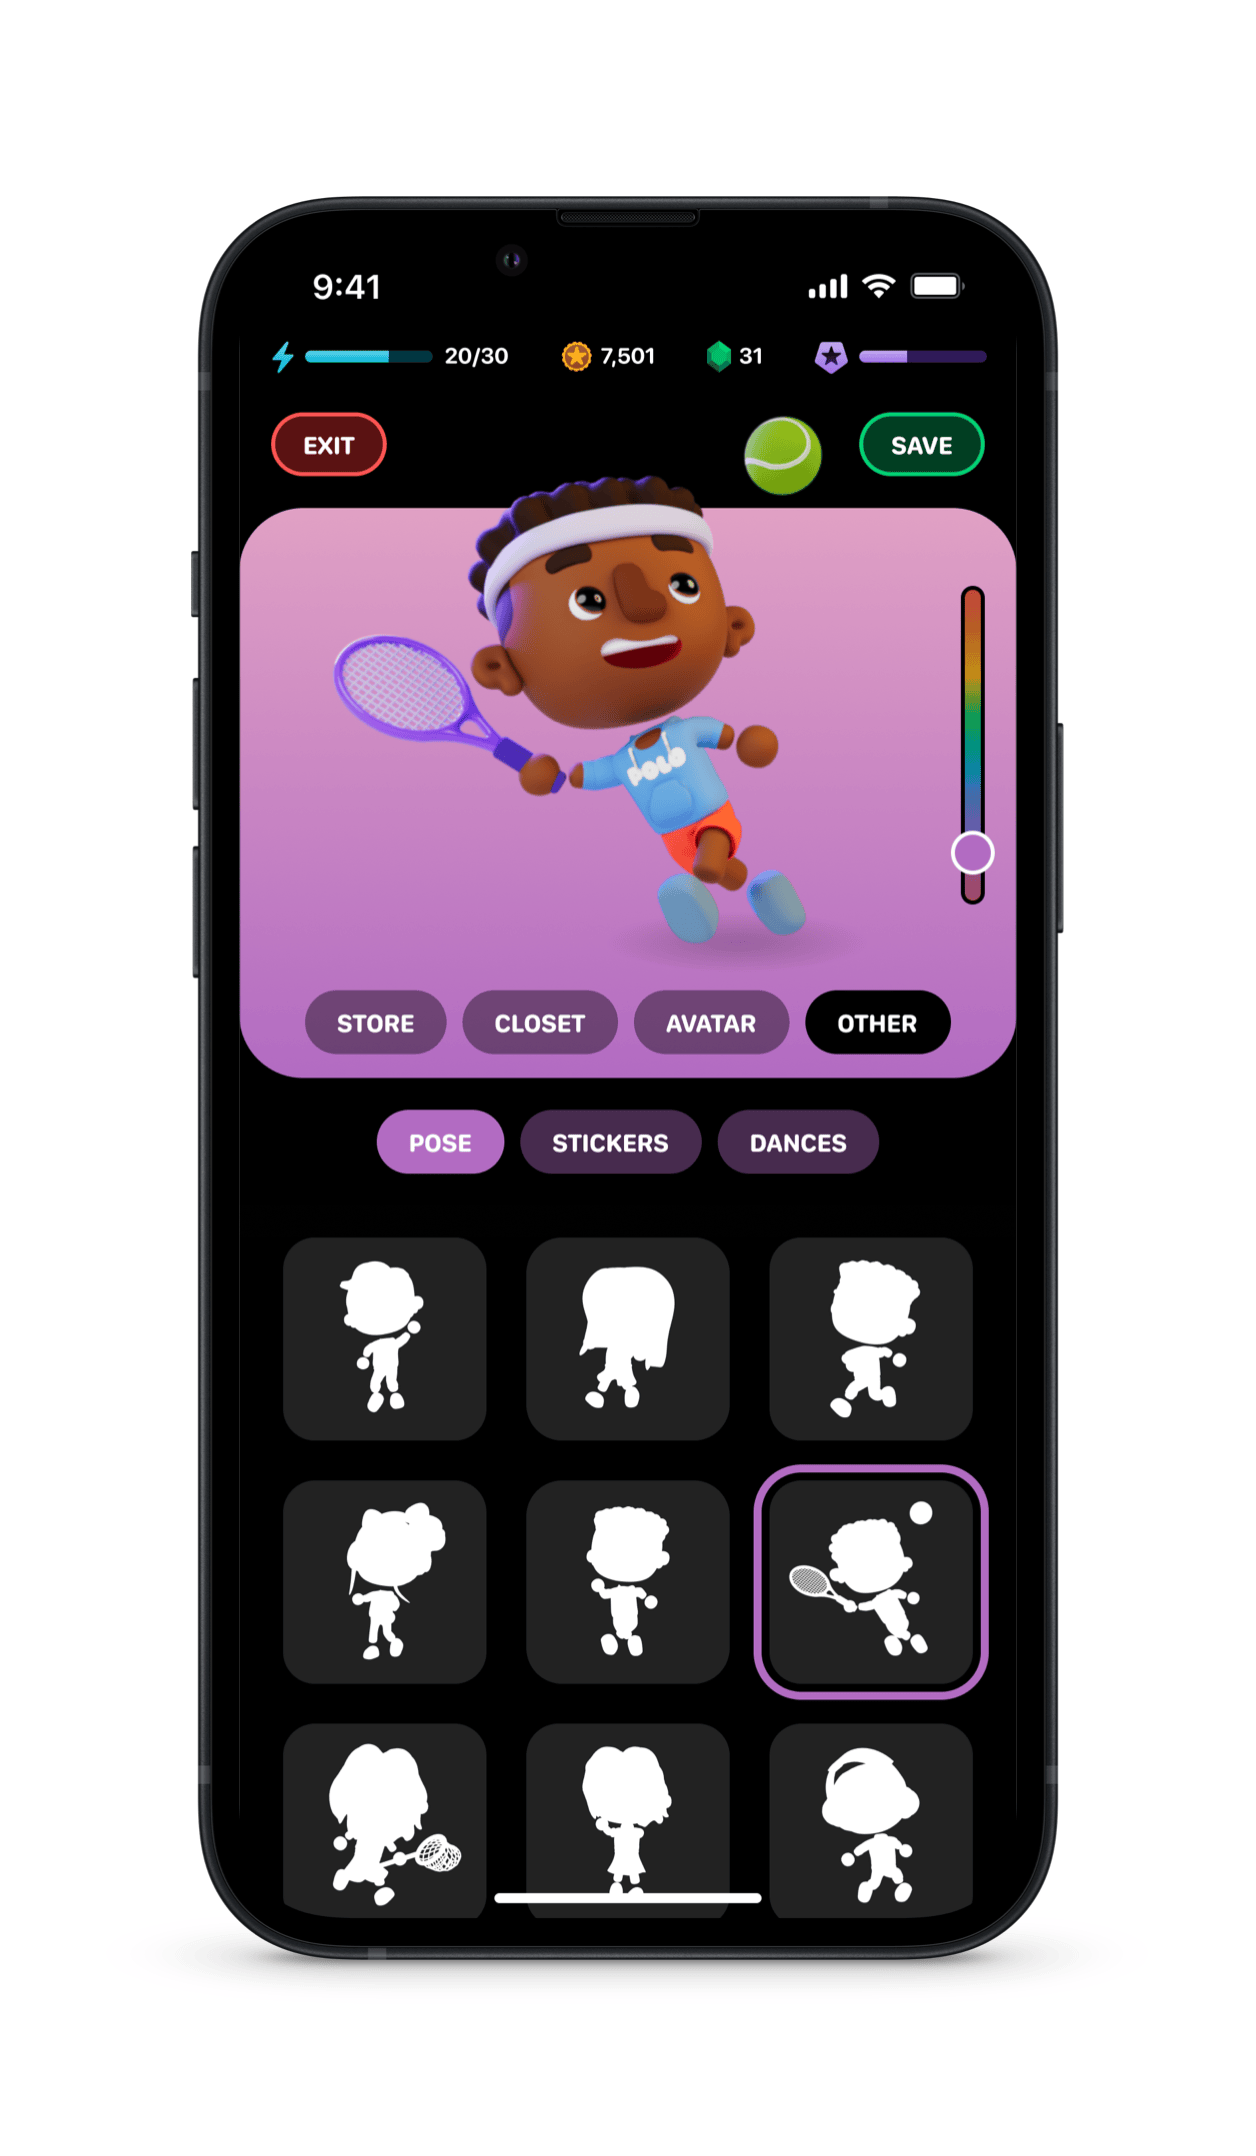 9:41
20/30 7,501 31
EXIT SAVE
POLO
STORE CLOSET AVATAR OTHER
POSE STICKERS DANCES